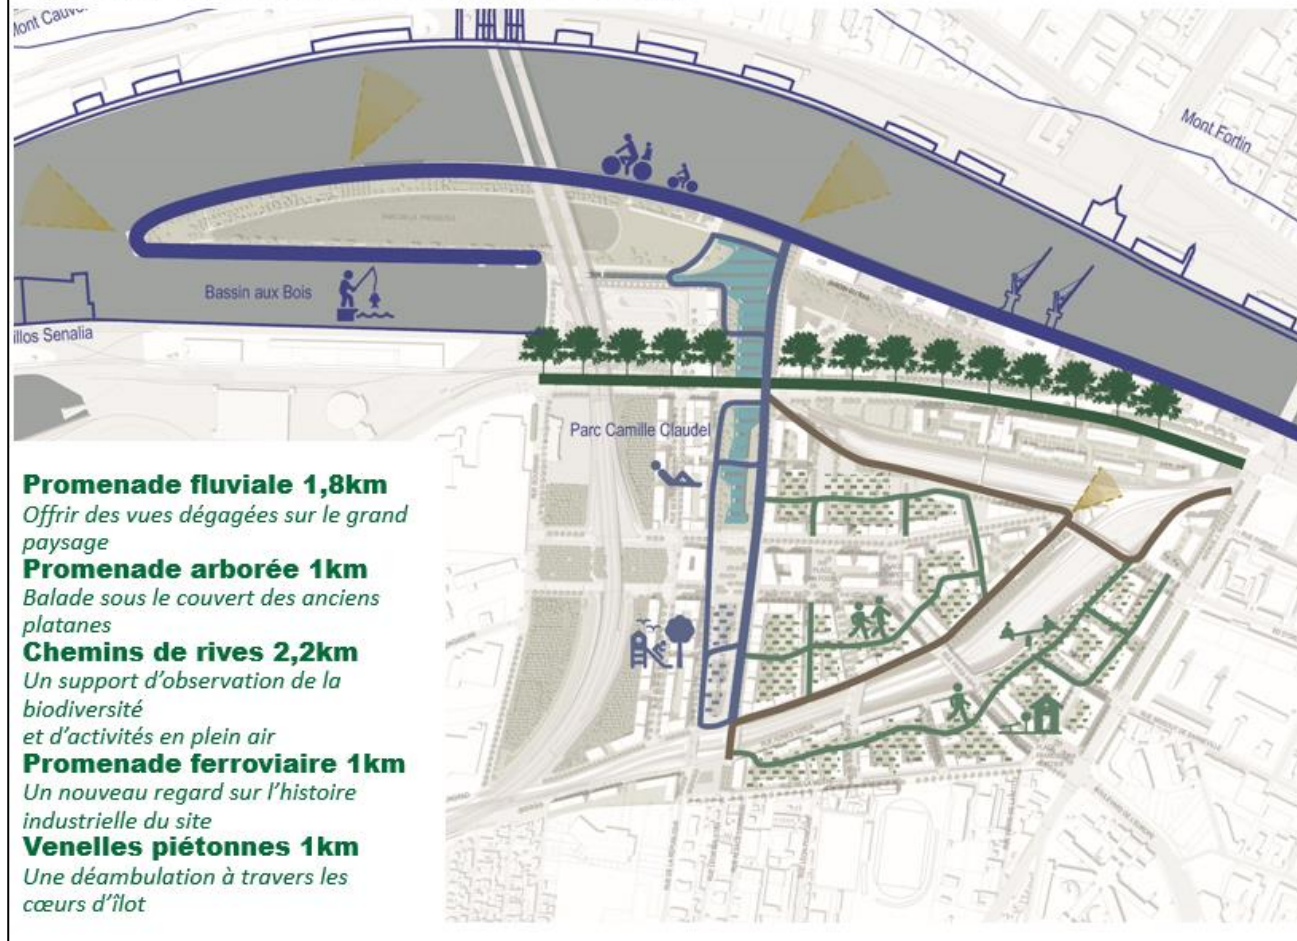 Mont Fortin
Bassin aux Bois
illos Senalia
Parc Camille Claudel
Promenade fluviale 1,8km
Offrir des vues dégagées sur le grand
paysage
Promenade arborée 1km
Balade sous le couvert des anciens
platanes
Chemins de rives 2,2km
Un support d'observation de la
biodiversité
et d'activités en plein air
Promenade ferroviaire 1km
Un nouveau regard sur l'histoire
industrielle du site
Venelles piétonnes 1km
Une déambulation à travers les
cœurs d'îlot